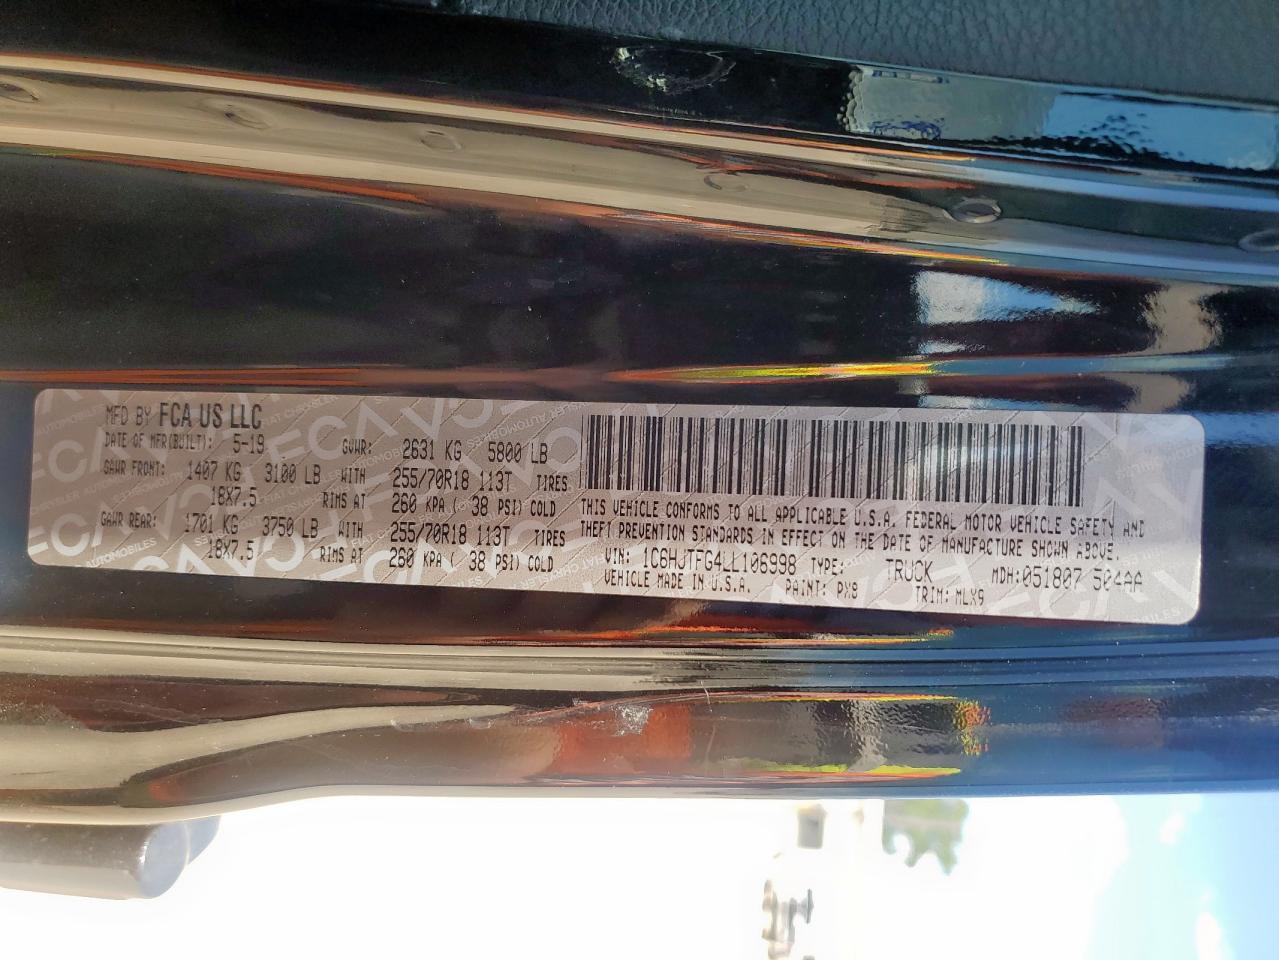 MFD BY FCA US LLC
DATE OF MFR(BUILT): 5-19 GVWR: 2631 KG 5800 LB
GAWR FRONT: 1407 KG 3100 LB WITH 255/70R18 113T TIRES
18X7.5 RIMS AT 260 KPA ( 38 PSI) COLD
GAWR REAR: 1701 KG 3750 LB WITH 255/70R18 113T TIRES
18X7.5 RIMS AT 260 KPA ( 38 PSI) COLD
THIS VEHICLE CONFORMS TO ALL APPLICABLE U.S.A. FEDERAL MOTOR VEHICLE SAFETY AND
THEFT PREVENTION STANDARDS IN EFFECT ON THE DATE OF MANUFACTURE SHOWN ABOVE.
VIN: 1C6HJTFG4LL106998 TYPE: TRUCK MDH:051807 504AA
VEHICLE MADE IN U.S.A. PAINT: PX9 TRIM: MLX9